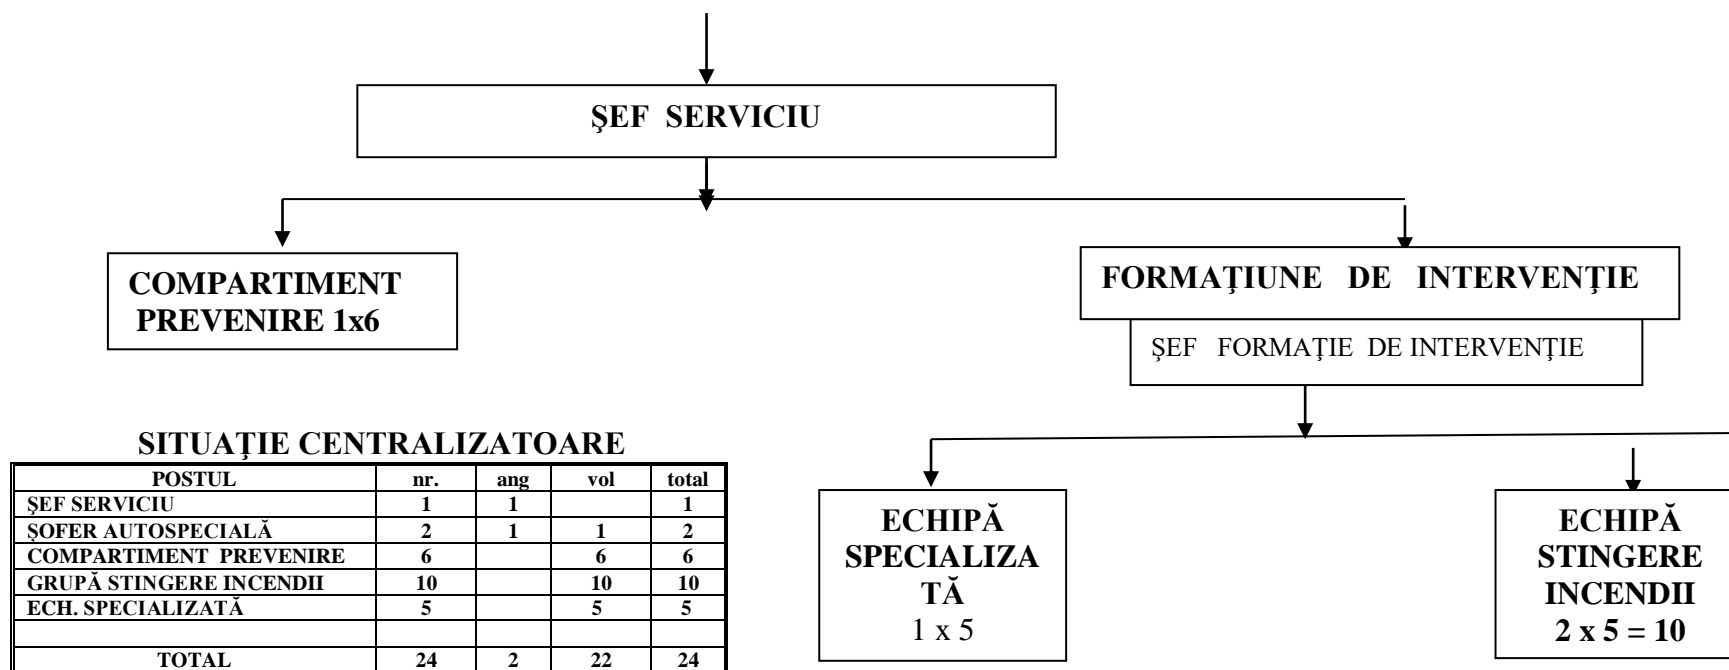 ŞEF SERVICIU
COMPARTIMENT
PREVENIRE 1x6
FORMAŢIUNE DE INTERVENŢIE
ŞEF FORMAŢIE DE INTERVENŢIE
SITUAŢIE CENTRALIZATOARE
POSTUL nr. ang vol total
ŞEF SERVICIU 1 1 1
ŞOFER AUTOSPECIALĂ 2 1 1 2
COMPARTIMENT PREVENIRE 6 6 6
GRUPĂ STINGERE INCENDII 10 10 10
ECH. SPECIALIZATĂ 5 5 5
TOTAL 24 2 22 24
ECHIPĂ
SPECIALIZA
TĂ
1 x 5
ECHIPĂ
STINGERE
INCENDII
2 x 5 = 10